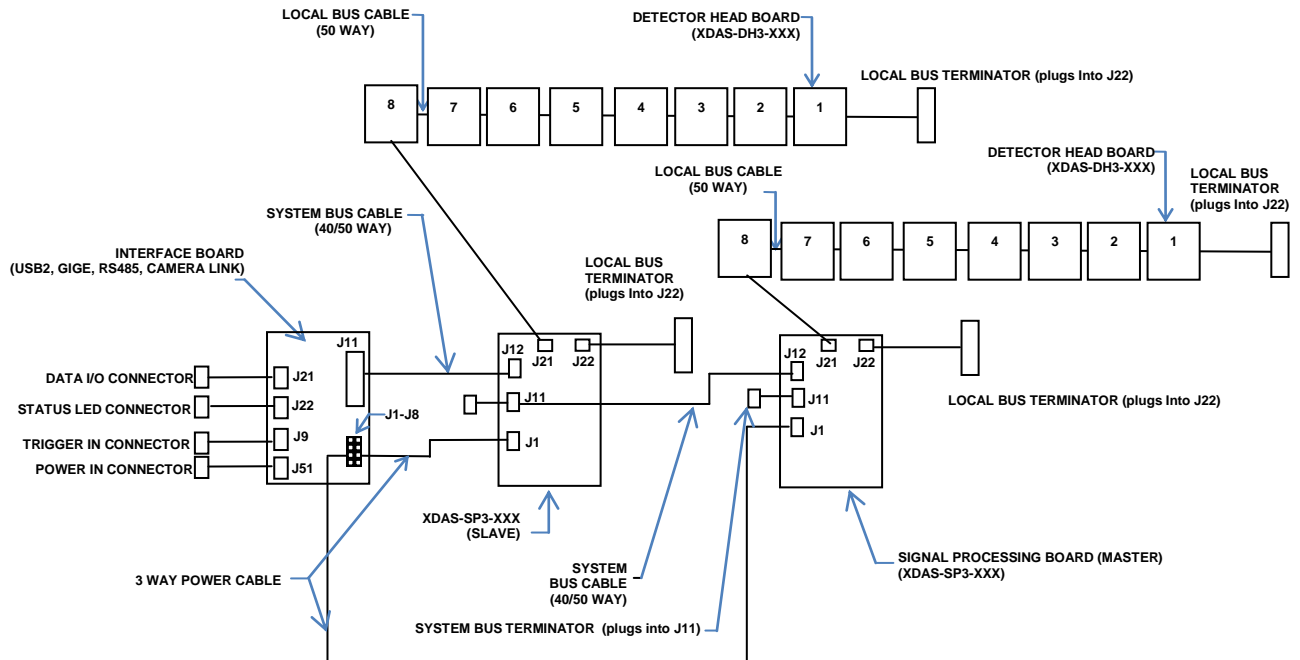 LOCAL BUS CABLE
(50 WAY)
DETECTOR HEAD BOARD
(XDAS-DH3-XXX)
LOCAL BUS TERMINATOR (plugs Into J22)
8
7
6
5
4
3
2
1
DETECTOR HEAD BOARD
(XDAS-DH3-XXX)
LOCAL BUS CABLE
(50 WAY)
LOCAL BUS
TERMINATOR
(plugs Into J22)
SYSTEM BUS CABLE
(40/50 WAY)
8
7
6
5
4
3
2
1
INTERFACE BOARD
(USB2, GIGE, RS485, CAMERA LINK)
LOCAL BUS
TERMINATOR
(plugs Into J22)
J11
J21
J22
J9
J51
J1-J8
DATA I/O CONNECTOR
STATUS LED CONNECTOR
TRIGGER IN CONNECTOR
POWER IN CONNECTOR
J12
J21
J22
J11
J1
J12
J21
J22
J11
J1
LOCAL BUS TERMINATOR (plugs Into J22)
XDAS-SP3-XXX
(SLAVE)
3 WAY POWER CABLE
SYSTEM
BUS CABLE
(40/50 WAY)
SIGNAL PROCESSING BOARD (MASTER)
(XDAS-SP3-XXX)
SYSTEM BUS TERMINATOR (plugs into J11)